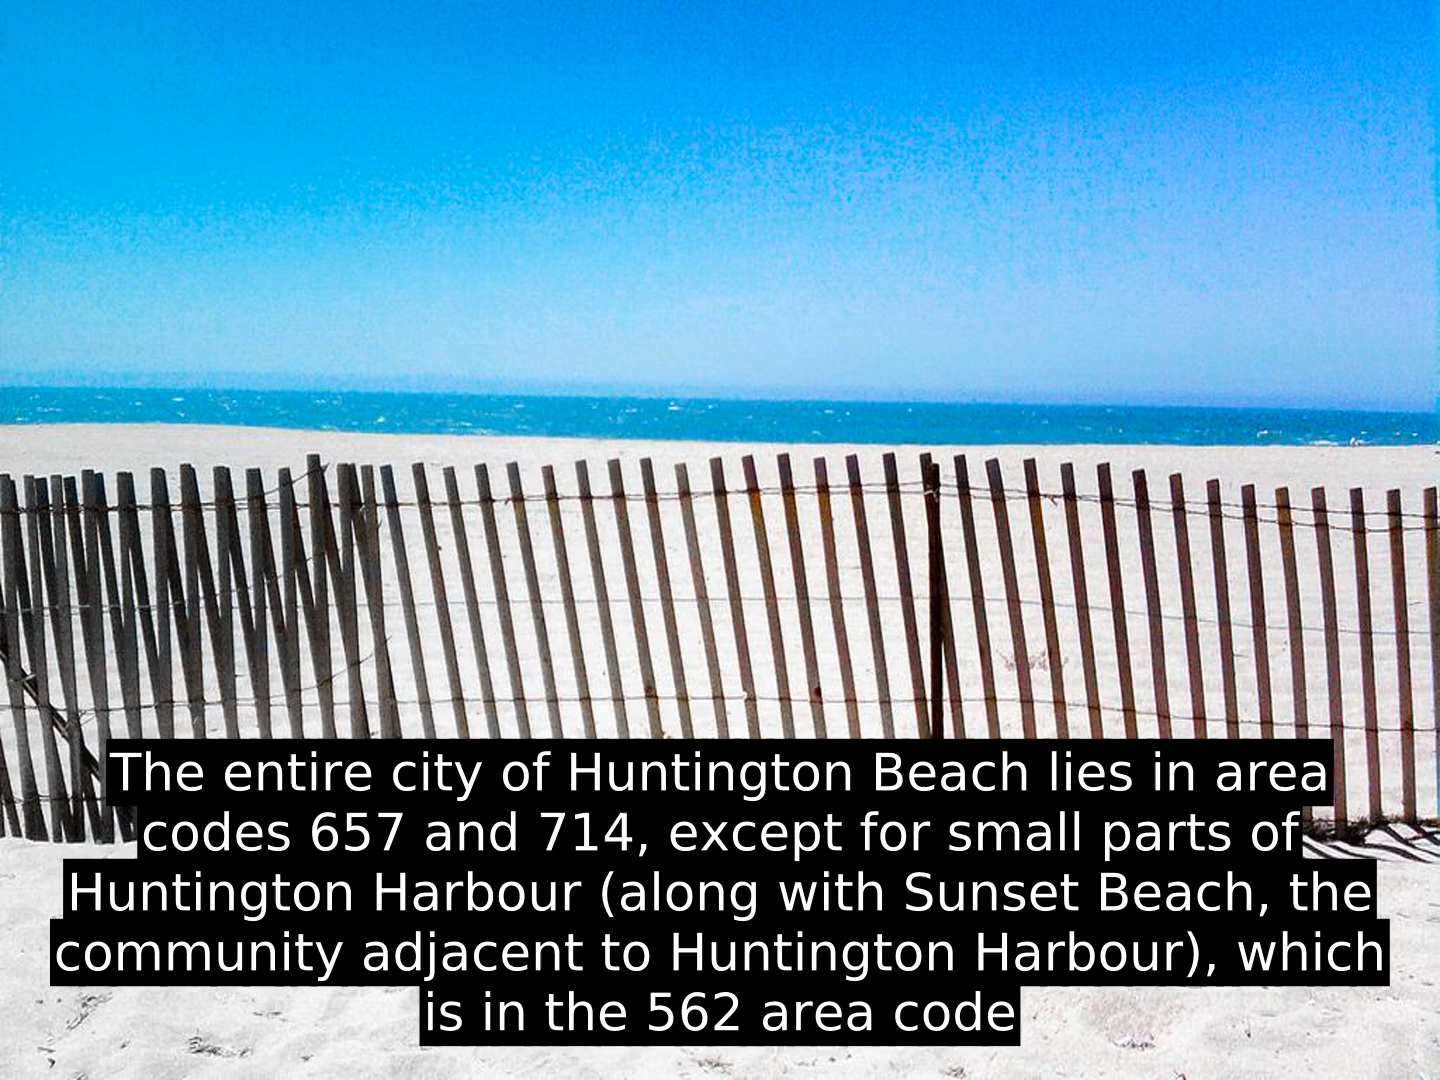 The entire city of Huntington Beach lies in area
codes 657 and 714, except for small parts of
Huntington Harbour (along with Sunset Beach, the
community adjacent to Huntington Harbour), which
is in the 562 area code